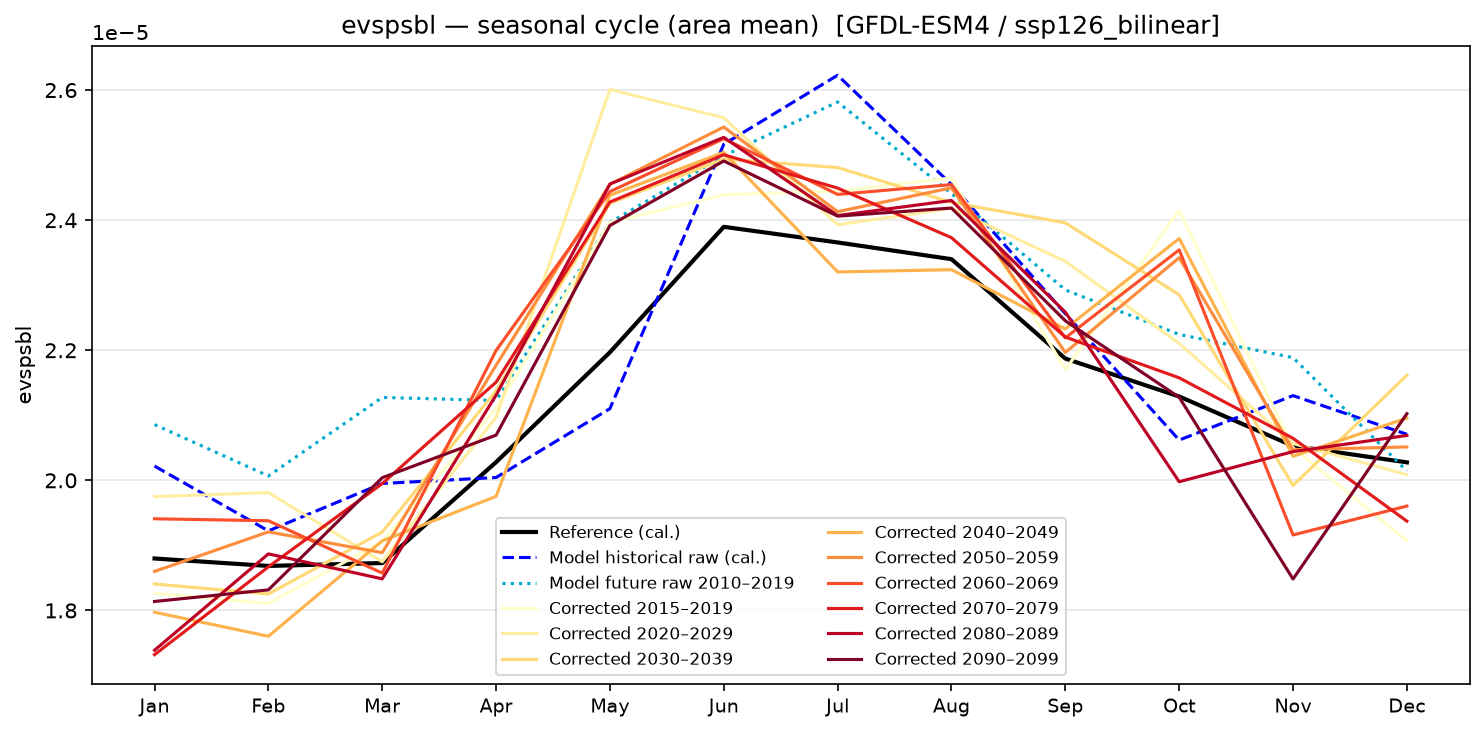 evspsbl — seasonal cycle (area mean)  [GFDL-ESM4 / ssp126_bilinear]
1e−5
2.6
2.4
2.2
2.0
1.8
evspsbl
Reference (cal.)
Model historical raw (cal.)
Model future raw 2010–2019
Corrected 2015–2019
Corrected 2020–2029
Corrected 2030–2039
Corrected 2040–2049
Corrected 2050–2059
Corrected 2060–2069
Corrected 2070–2079
Corrected 2080–2089
Corrected 2090–2099
Jan Feb Mar Apr May Jun Jul Aug Sep Oct Nov Dec